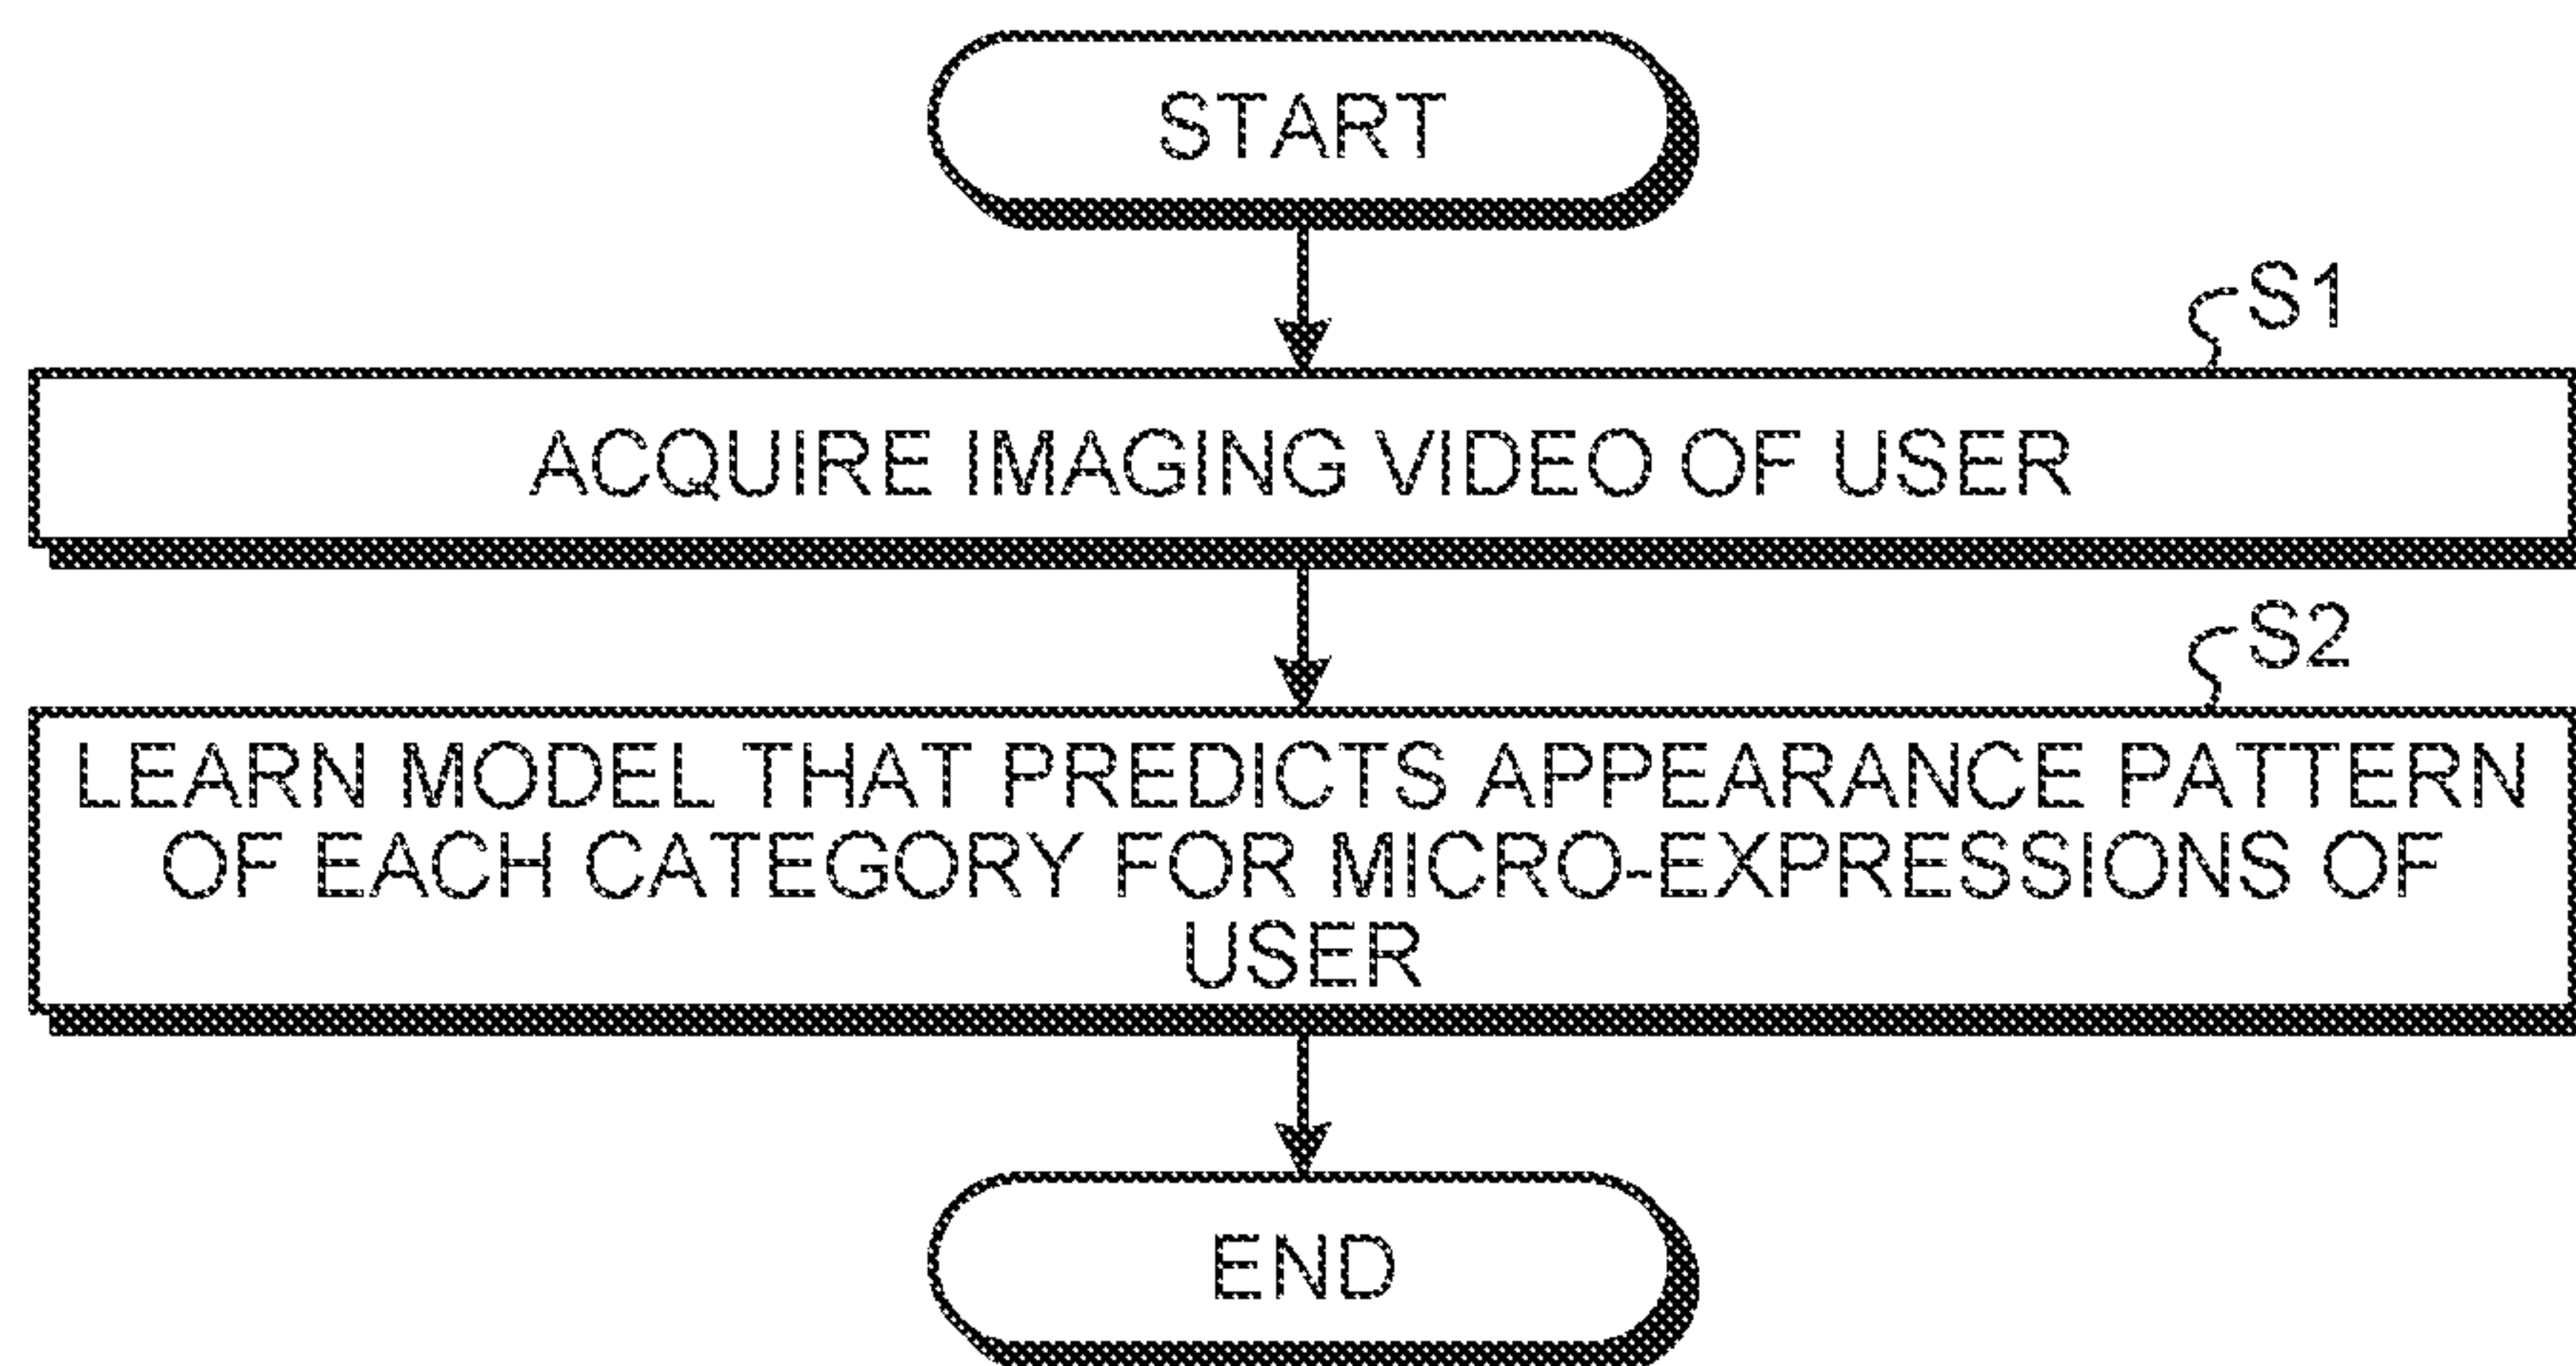 START
S1
ACQUIRE IMAGING VIDEO OF USER
S2
LEARN MODEL THAT PREDICTS APPEARANCE PATTERN
OF EACH CATEGORY FOR MICRO-EXPRESSIONS OF
USER
END